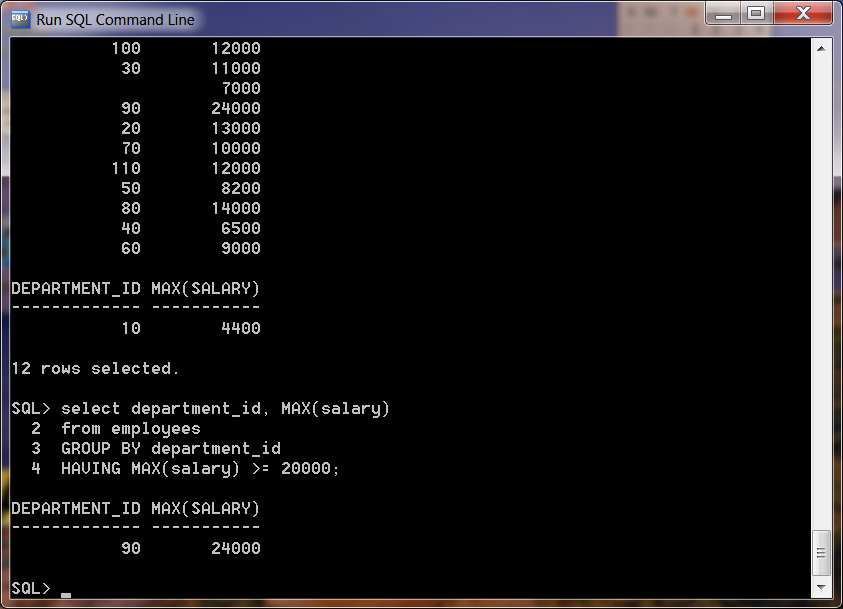 Run SQL Command Line
100 12000
30 11000
7000
90 24000
20 13000
70 10000
110 12000
50 8200
80 14000
40 6500
60 9000
DEPARTMENT_ID MAX(SALARY)
------------- -----------
10 4400
12 rows selected.
SQL> select department_id, MAX(salary)
2 from employees
3 GROUP BY department_id
4 HAVING MAX(salary) >= 20000;
DEPARTMENT_ID MAX(SALARY)
------------- -----------
90 24000
SQL> _